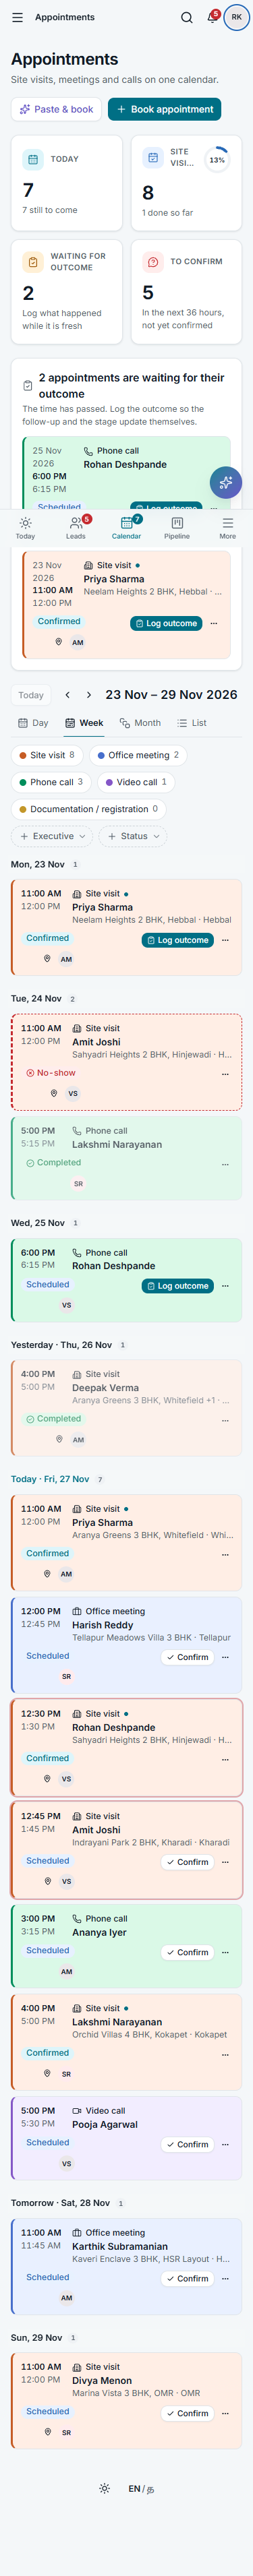 Appointments
5
RK
Appointments
Site visits, meetings and calls on one calendar.
Paste & book
Book appointment
TODAY
7
7 still to come
SITE VISI...
13%
8
1 done so far
WAITING FOR OUTCOME
2
Log what happened while it is fresh
TO CONFIRM
5
In the next 36 hours, not yet confirmed
2 appointments are waiting for their outcome
The time has passed. Log the outcome so the follow-up and the stage update themselves.
25 Nov 2026
6:00 PM
6:15 PM
Phone call
Rohan Deshpande
Scheduled
Log outcome
Today
5
Leads
7
Calendar
Pipeline
More
23 Nov 2026
11:00 AM
12:00 PM
Site visit
Priya Sharma
Neelam Heights 2 BHK, Hebbal · ...
Confirmed
Log outcome
AM
Today
23 Nov – 29 Nov 2026
Day
Week
Month
List
Site visit 8
Office meeting 2
Phone call 3
Video call 1
Documentation / registration 0
Executive
Status
Mon, 23 Nov 1
11:00 AM
12:00 PM
Site visit
Priya Sharma
Neelam Heights 2 BHK, Hebbal · Hebbal
Confirmed
Log outcome
AM
Tue, 24 Nov 2
11:00 AM
12:00 PM
Site visit
Amit Joshi
Sahyadri Heights 2 BHK, Hinjewadi · H...
No-show
VS
5:00 PM
5:15 PM
Phone call
Lakshmi Narayanan
Completed
SR
Wed, 25 Nov 1
6:00 PM
6:15 PM
Phone call
Rohan Deshpande
Scheduled
Log outcome
VS
Yesterday · Thu, 26 Nov 1
4:00 PM
5:00 PM
Site visit
Deepak Verma
Aranya Greens 3 BHK, Whitefield +1 · ...
Completed
AM
Today · Fri, 27 Nov 7
11:00 AM
12:00 PM
Site visit
Priya Sharma
Aranya Greens 3 BHK, Whitefield · Whi...
Confirmed
AM
12:00 PM
12:45 PM
Office meeting
Harish Reddy
Tellapur Meadows Villa 3 BHK · Tellapur
Scheduled
Confirm
SR
12:30 PM
1:30 PM
Site visit
Rohan Deshpande
Sahyadri Heights 2 BHK, Hinjewadi · H...
Confirmed
VS
12:45 PM
1:45 PM
Site visit
Amit Joshi
Indrayani Park 2 BHK, Kharadi · Kharadi
Scheduled
Confirm
VS
3:00 PM
3:15 PM
Phone call
Ananya Iyer
Scheduled
Confirm
AM
4:00 PM
5:00 PM
Site visit
Lakshmi Narayanan
Orchid Villas 4 BHK, Kokapet · Kokapet
Confirmed
SR
5:00 PM
5:30 PM
Video call
Pooja Agarwal
Scheduled
Confirm
VS
Tomorrow · Sat, 28 Nov 1
11:00 AM
11:45 AM
Office meeting
Karthik Subramanian
Kaveri Enclave 3 BHK, HSR Layout · H...
Scheduled
Confirm
AM
Sun, 29 Nov 1
11:00 AM
12:00 PM
Site visit
Divya Menon
Marina Vista 3 BHK, OMR · OMR
Scheduled
Confirm
SR
EN / த